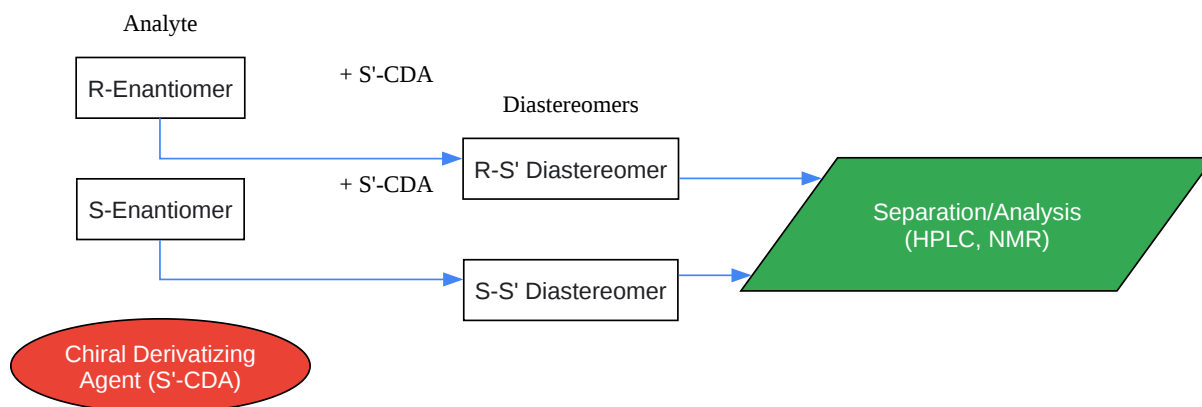 Analyte
R-Enantiomer
+ S'-CDA
Diastereomers
R-S' Diastereomer
+ S'-CDA
S-Enantiomer
Separation/Analysis
(HPLC, NMR)
S-S' Diastereomer
Chiral Derivatizing
Agent (S'-CDA)